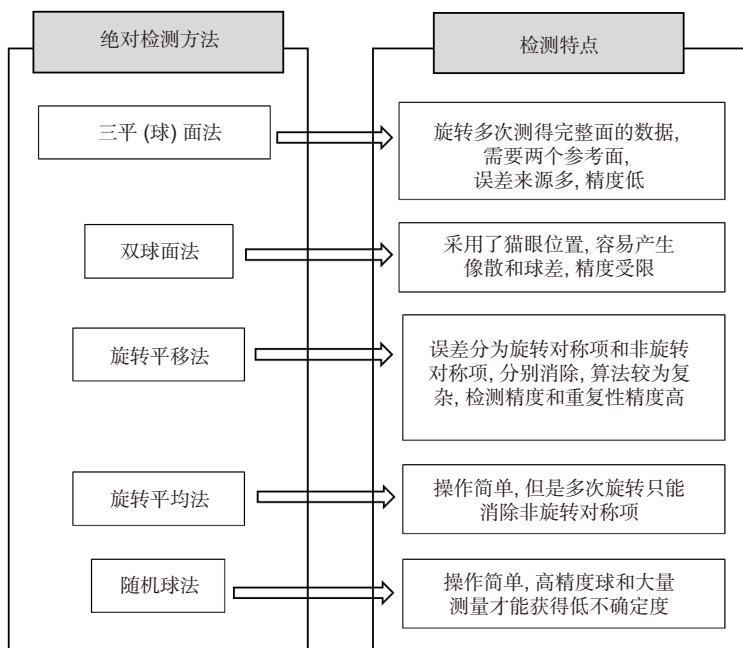 绝对检测方法
检测特点
三平 (球) 面法
旋转多次测得完整面的数据,
需要两个参考面,
误差来源多, 精度低
双球面法
采用了猫眼位置, 容易产生
像散和球差, 精度受限
旋转平移法
误差分为旋转对称项和非旋转
对称项, 分别消除, 算法较为复
杂, 检测精度和重复性精度高
旋转平均法
操作简单, 但是多次旋转只能
消除非旋转对称项
随机球法
操作简单, 高精度球和大量
测量才能获得低不确定度